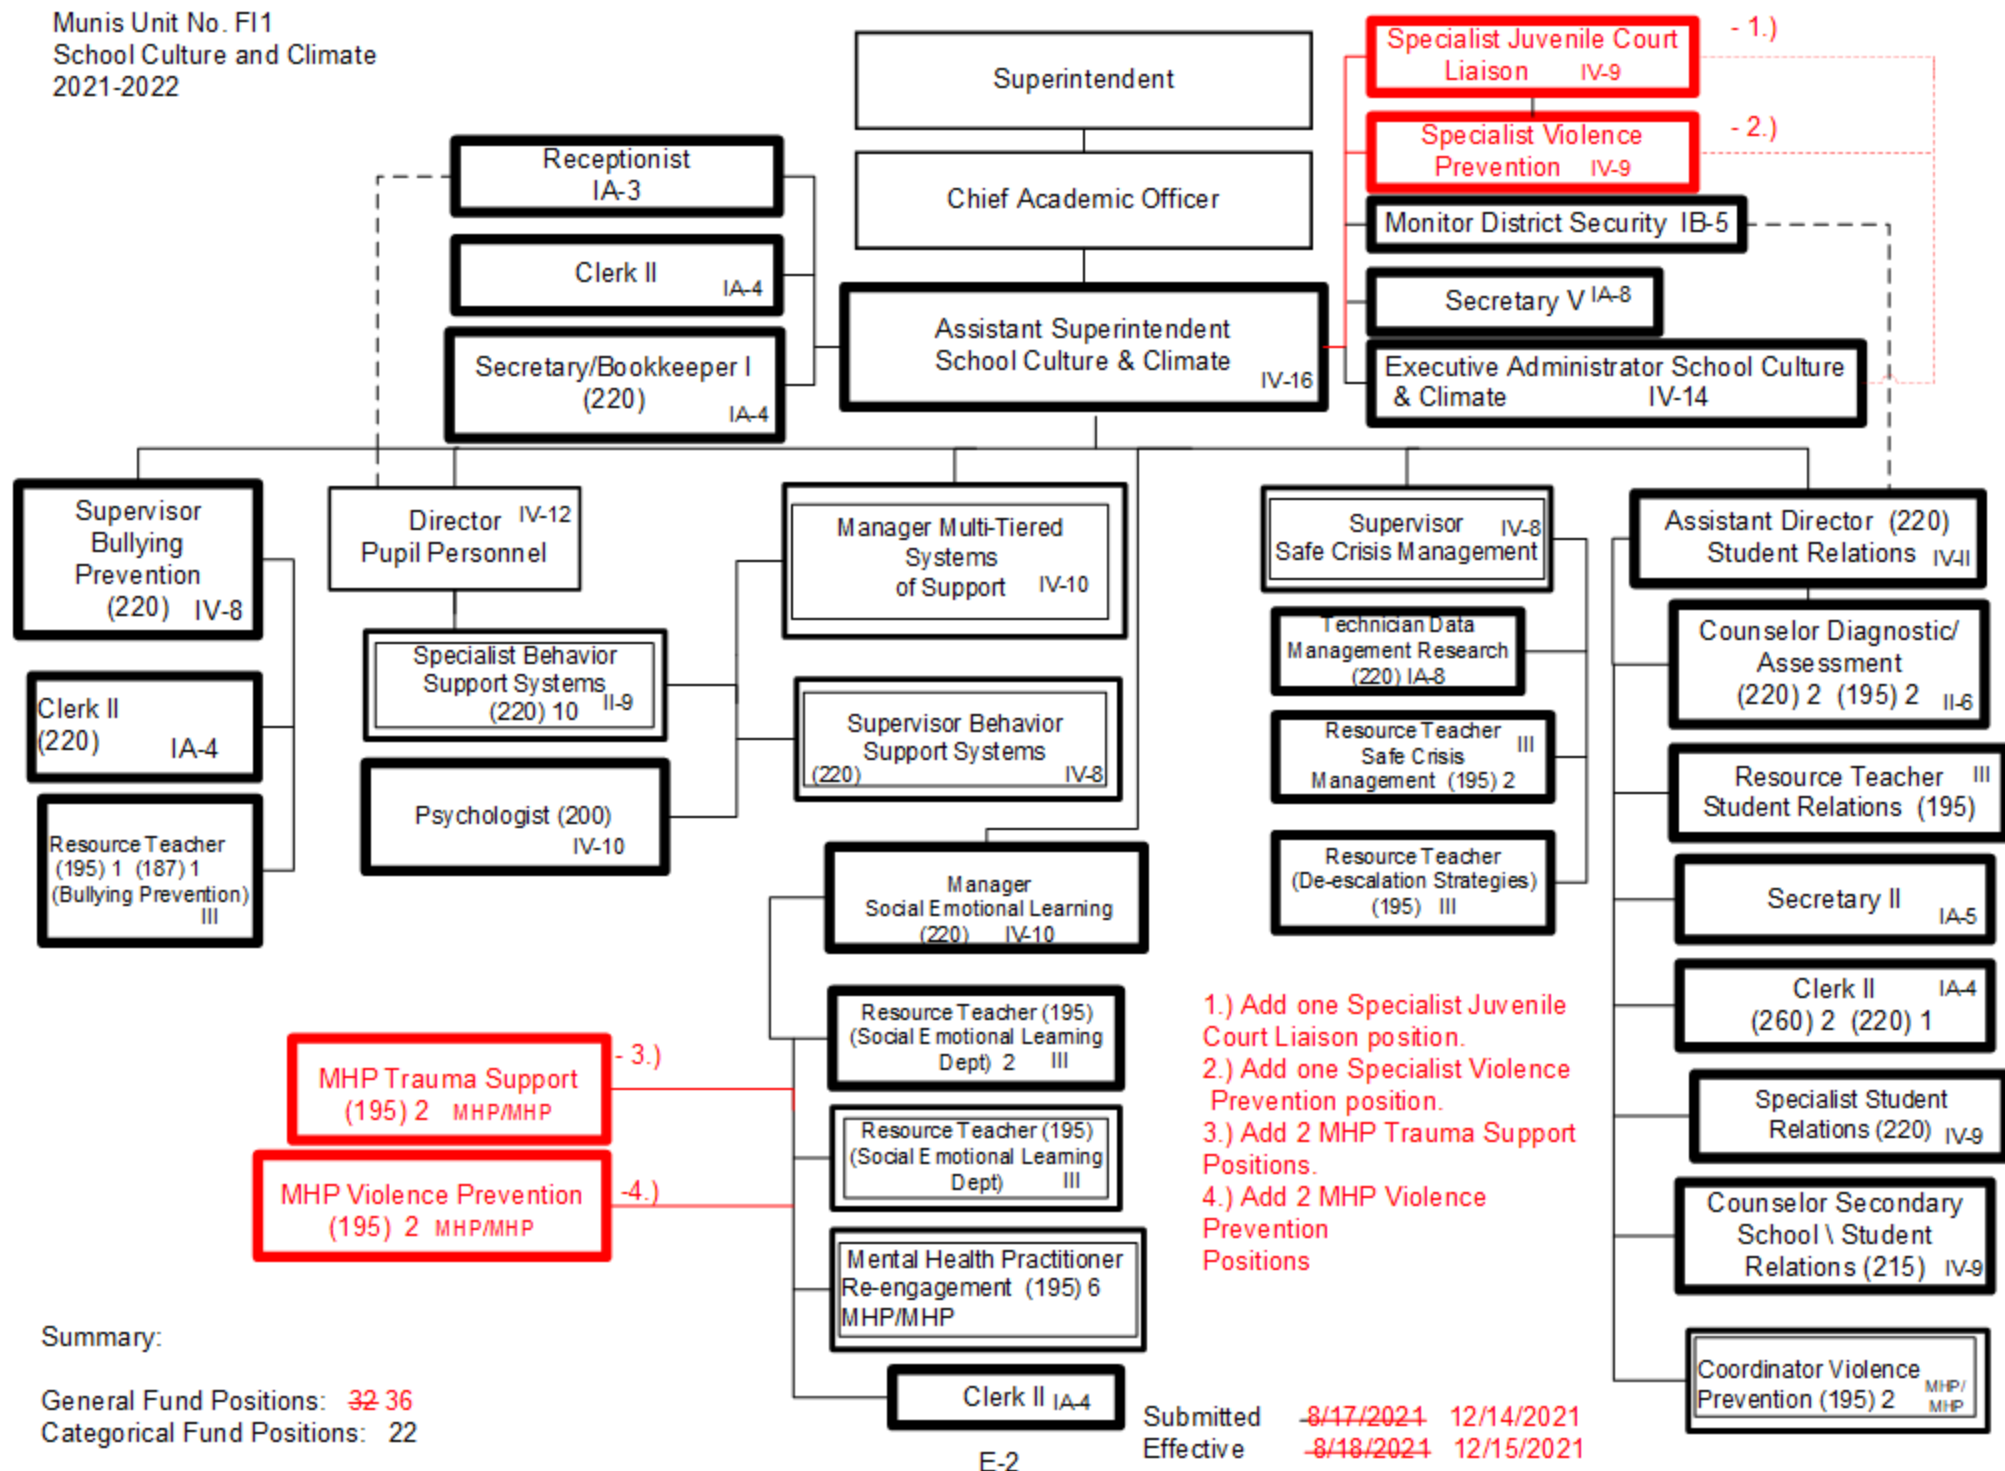 Munis Unit No. FI1
School Culture and Climate
2021-2022
Superintendent
Chief Academic Officer
Assistant Superintendent
School Culture & Climate
IV-16
Receptionist
IA-3
Clerk II
IA-4
Secretary/Bookkeeper I
(220)
IA-4
Specialist Juvenile Court
Liaison IV-9
- 1.)
Specialist Violence
Prevention IV-9
- 2.)
Monitor District Security IB-5
Secretary V IA-8
Executive Administrator School Culture
& Climate IV-14
Supervisor
Bullying
Prevention
(220) IV-8
Clerk II
(220)
IA-4
Resource Teacher
(195) 1 (187) 1
(Bullying Prevention)
III
Director IV-12
Pupil Personnel
Specialist Behavior
Support Systems
(220) 10 II-9
Psychologist (200)
IV-10
Manager Multi-Tiered
Systems
of Support IV-10
Supervisor Behavior
Support Systems
(220) IV-8
Manager
Social Emotional Learning
(220) IV-10
Resource Teacher (195)
(Social Emotional Learning
Dept) 2 III
Resource Teacher (195)
(Social Emotional Learning
Dept) III
Mental Health Practitioner
Re-engagement (195) 6
MHP/MHP
Clerk II IA-4
MHP Trauma Support
(195) 2 MHP/MHP
- 3.)
MHP Violence Prevention
(195) 2 MHP/MHP
-4.)
Supervisor IV-8
Safe Crisis Management
Technician Data
Management Research
(220) IA-8
Resource Teacher III
Safe Crisis
Management (195) 2
Resource Teacher
(De-escalation Strategies)
(195) III
Assistant Director (220)
Student Relations IV-II
Counselor Diagnostic/
Assessment
(220) 2 (195) 2 II-6
Resource Teacher III
Student Relations (195)
Secretary II
IA-5
Clerk II IA-4
(260) 2 (220) 1
Specialist Student
Relations (220) IV-9
Counselor Secondary
School \ Student
Relations (215) IV-9
Coordinator Violence
Prevention (195) 2 MHP/
MHP
1.) Add one Specialist Juvenile
Court Liaison position.
2.) Add one Specialist Violence
Prevention position.
3.) Add 2 MHP Trauma Support
Positions.
4.) Add 2 MHP Violence
Prevention
Positions
Summary:
General Fund Positions: 32 36
Categorical Fund Positions: 22
Submitted 8/17/2021 12/14/2021
Effective 8/18/2021 12/15/2021
E-2